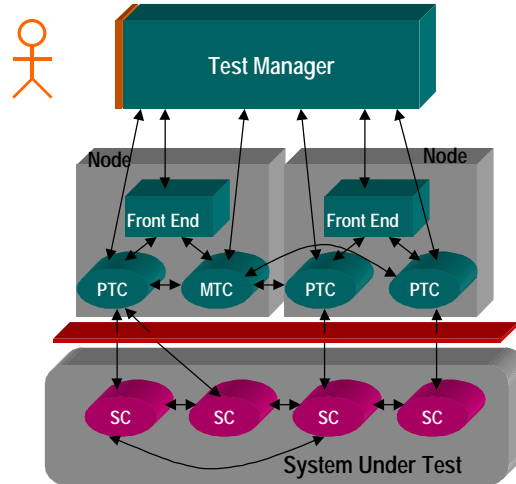 Test Manager
Node
Node
Front End
Front End
PTC
MTC
PTC
PTC
SC
SC
SC
SC
System Under Test